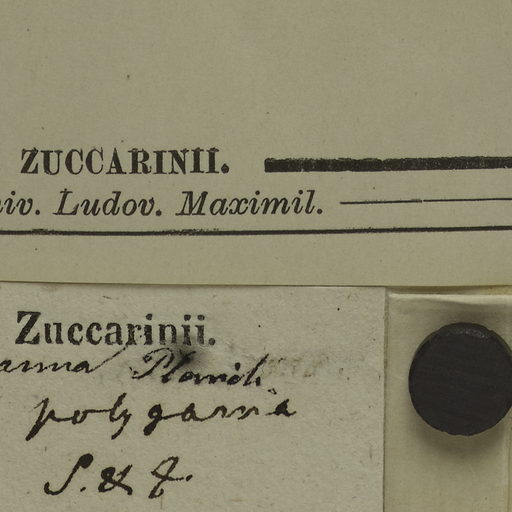 ZUCCARINII.
iv. Ludov. Maximil.
Zuccarinii.
polygama
S. & Z.